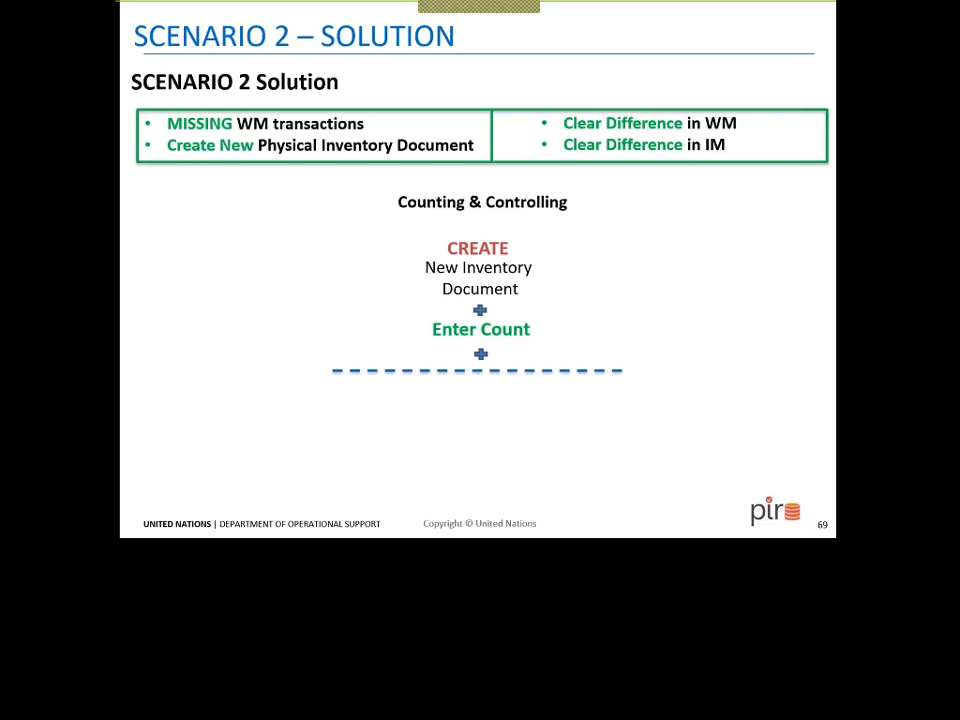 SCENARIO 2 – SOLUTION
SCENARIO 2 Solution
• MISSING WM transactions
• Create New Physical Inventory Document
• Clear Difference in WM
• Clear Difference in IM
Counting & Controlling
CREATE
New Inventory
Document
Enter Count
UNITED NATIONS | DEPARTMENT OF OPERATIONAL SUPPORT
Copyright © United Nations
pir
69